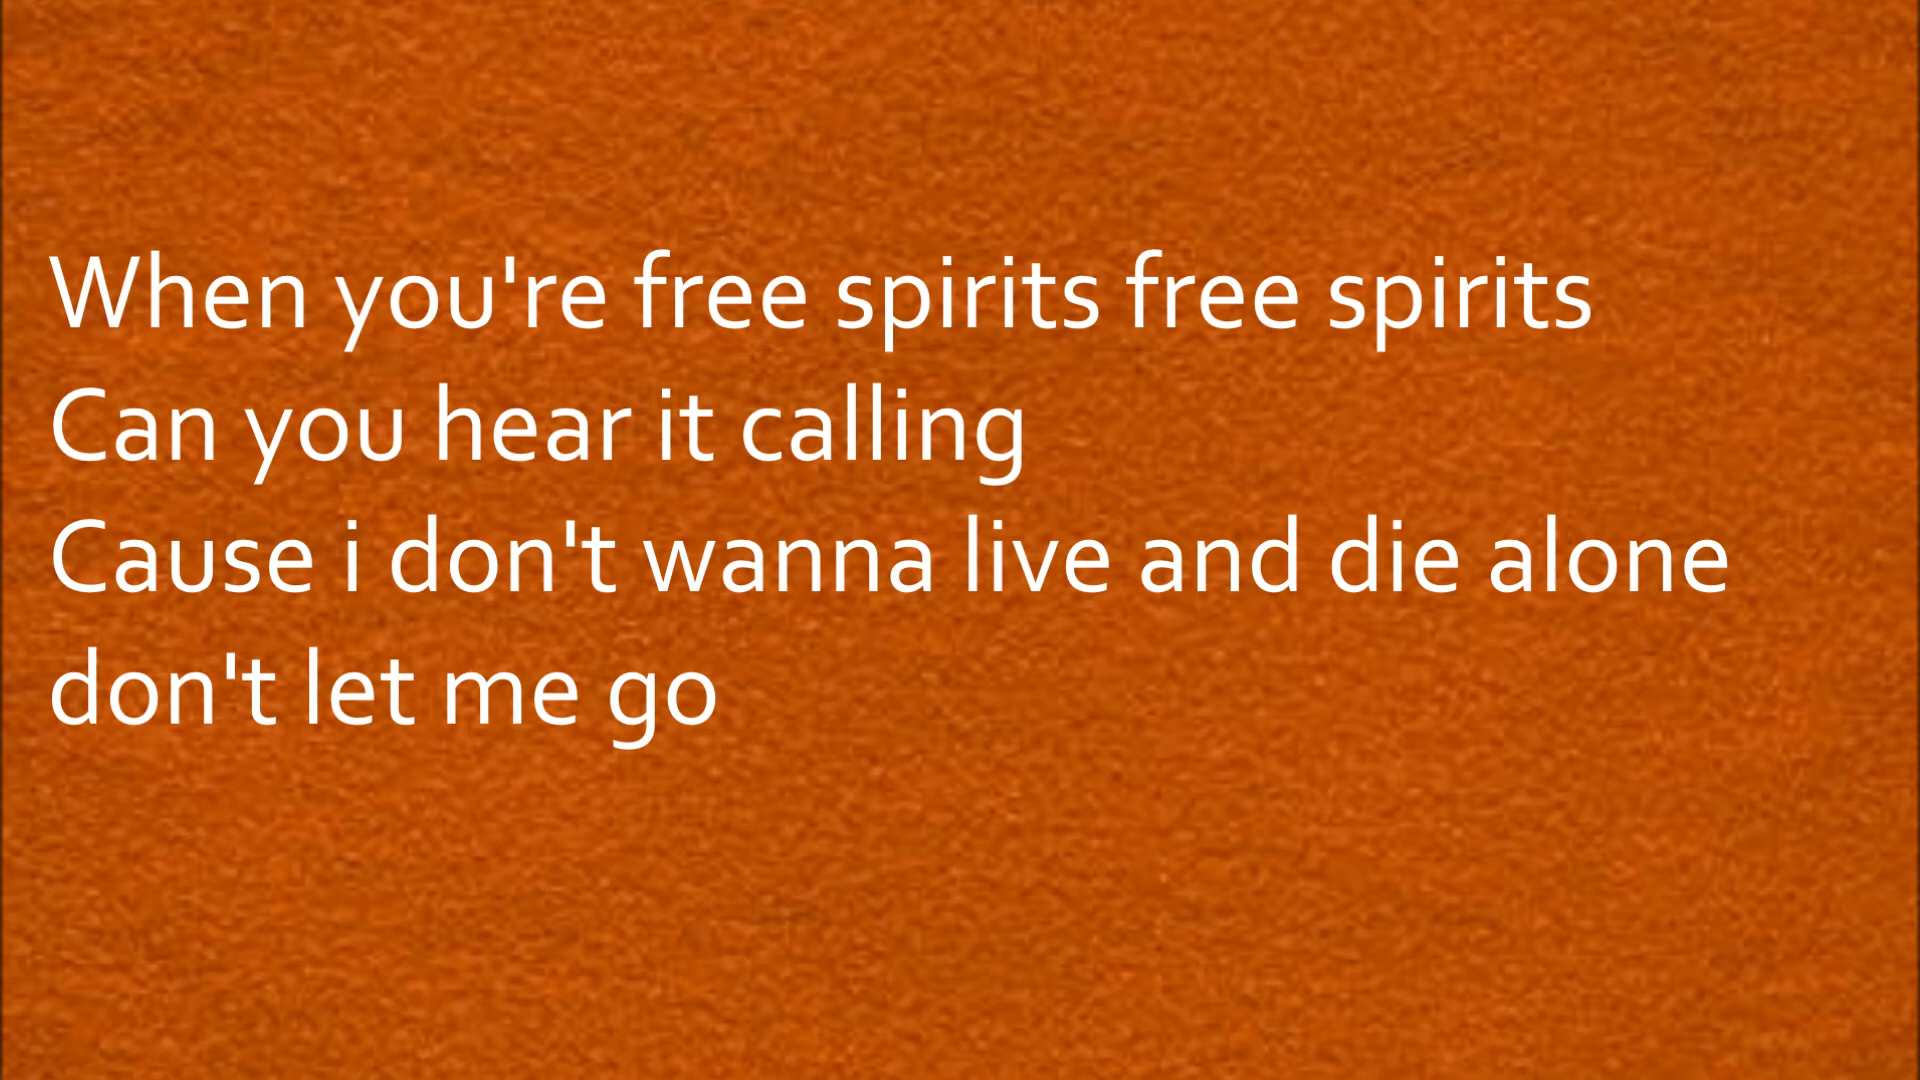 When you're free spirits free spirits
Can you hear it calling
Cause i don't wanna live and die alone
don't let me go